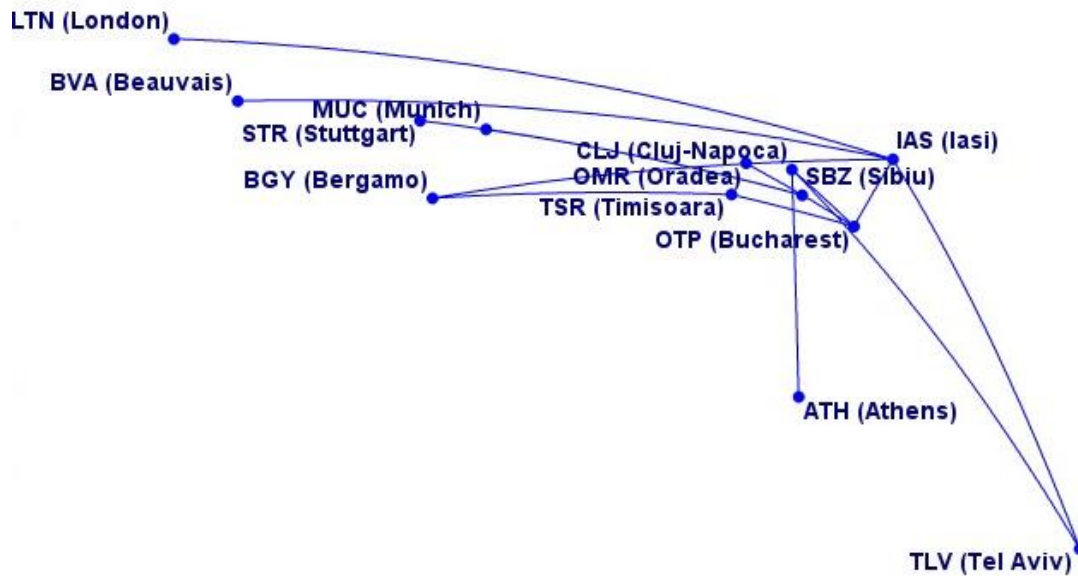 LTN (London)
BVA (Beauvais)
MUC (Munich)
STR (Stuttgart)
IAS (Iasi)
CLJ (Cluj-Napoca)
BGY (Bergamo)
OMR (Oradea)
SBZ (Sibiu)
TSR (Timisoara)
OTP (Bucharest)
ATH (Athens)
TLV (Tel Aviv)